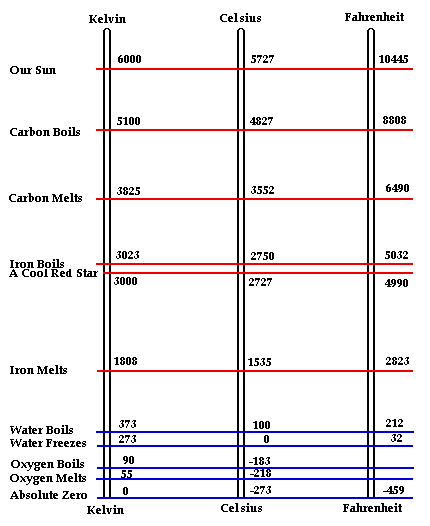 Kelvin Celsius Fahrenheit
Our Sun 6000 5727 10445
Carbon Boils 5100 4827 8808
Carbon Melts 3825 3552 6490
Iron Boils 3023 2750 5032
A Cool Red Star 3000 2727 4990
Iron Melts 1808 1535 2823
Water Boils 373 100 212
Water Freezes 273 0 32
Oxygen Boils 90 -183
Oxygen Melts 55 -218
Absolute Zero 0 -273 -459
Kelvin Celsius Fahrenheit